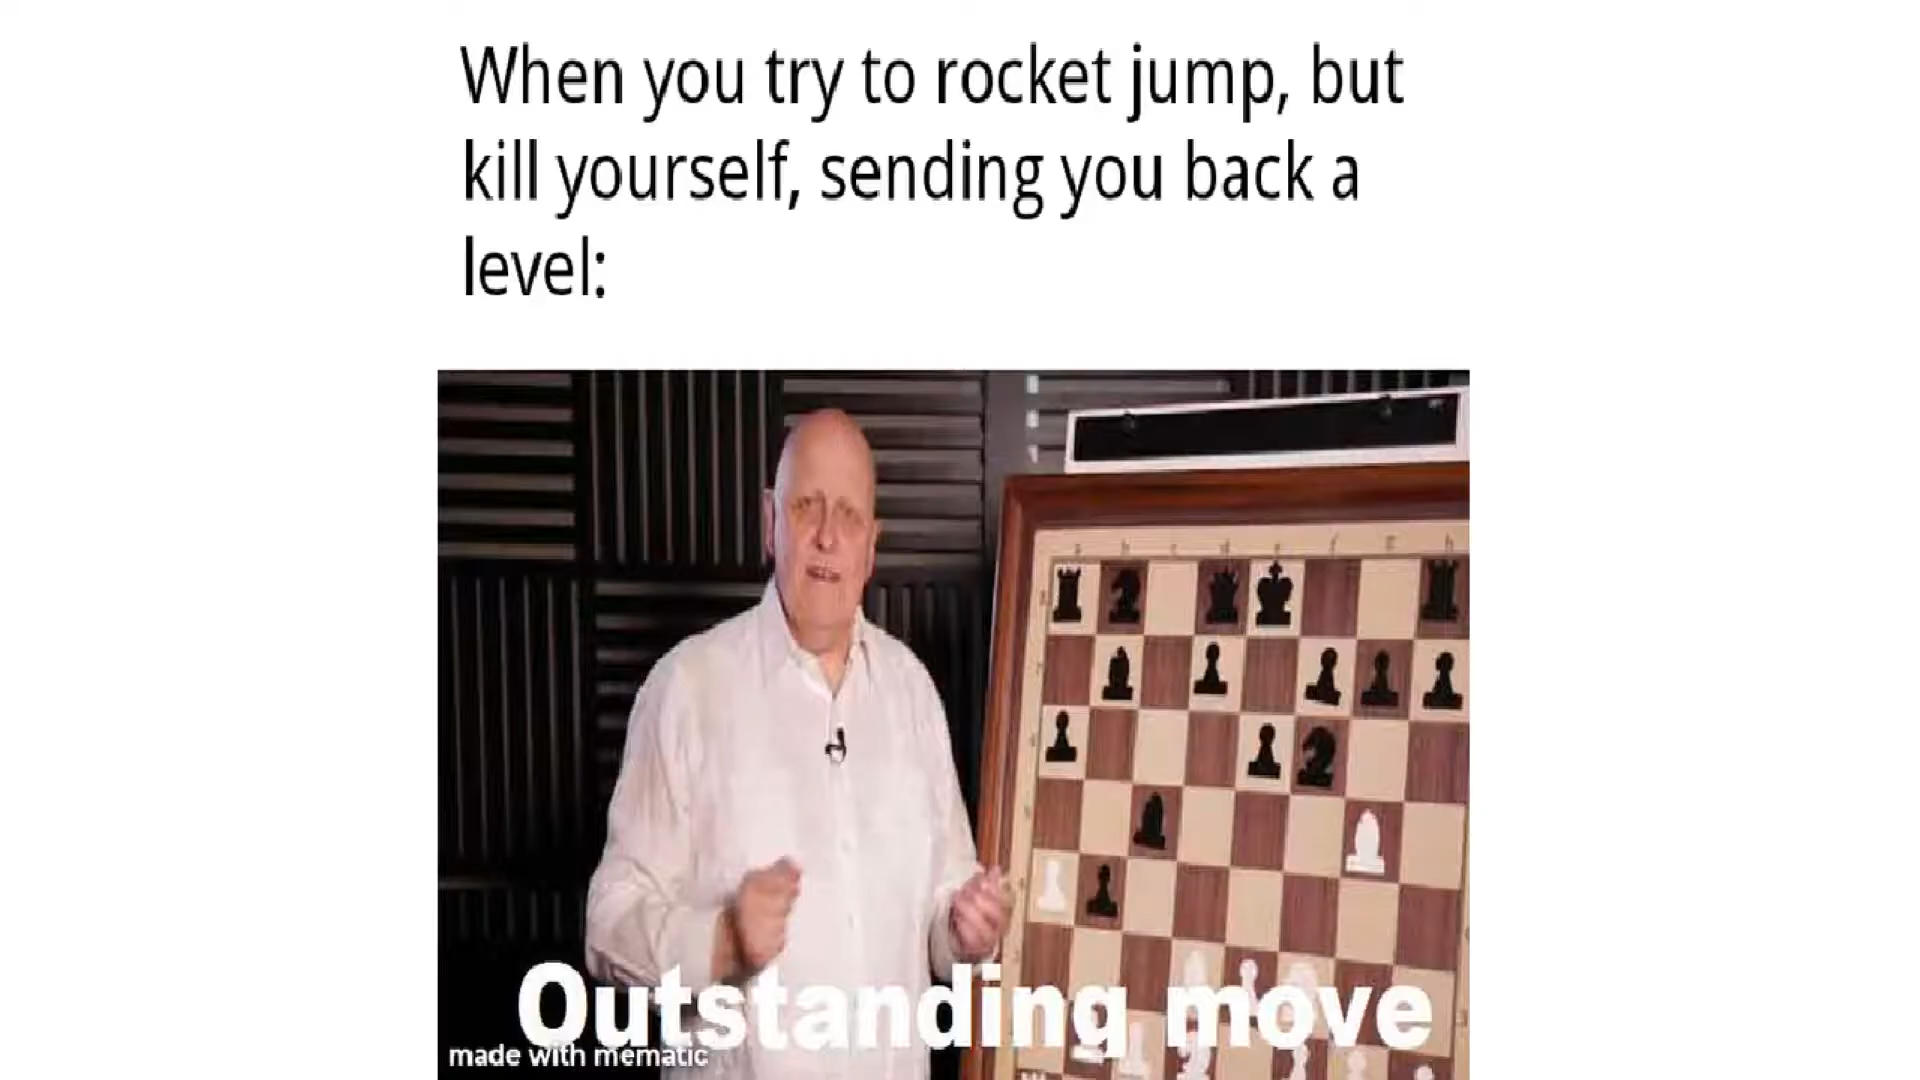 When you try to rocket jump, but
kill yourself, sending you back a
level:
a b c d e f g h
Outstanding move
made with mematic